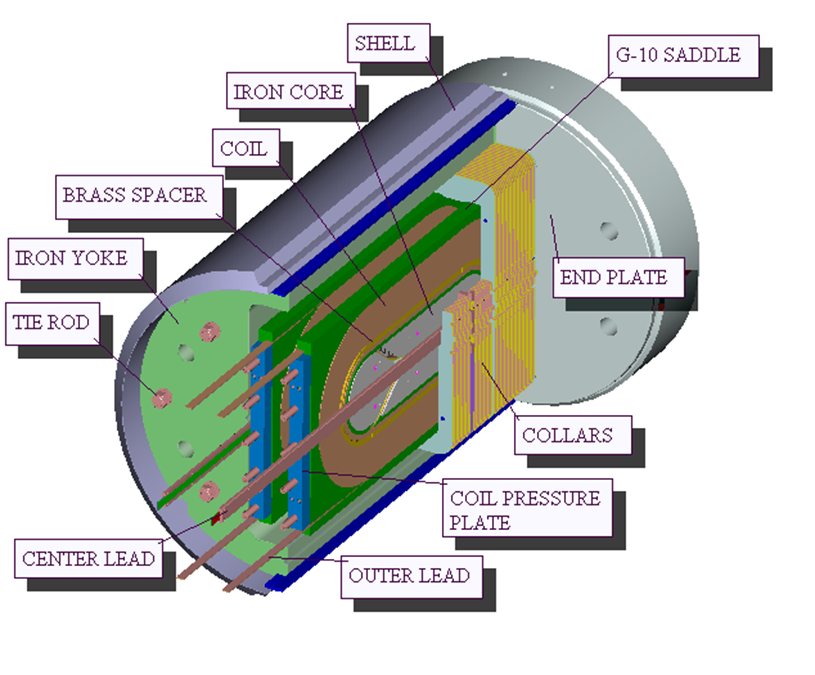 SHELL
G-10 SADDLE
IRON CORE
COIL
BRASS SPACER
IRON YOKE
END PLATE
TIE ROD
COLLARS
COIL PRESSURE
PLATE
CENTER LEAD
OUTER LEAD